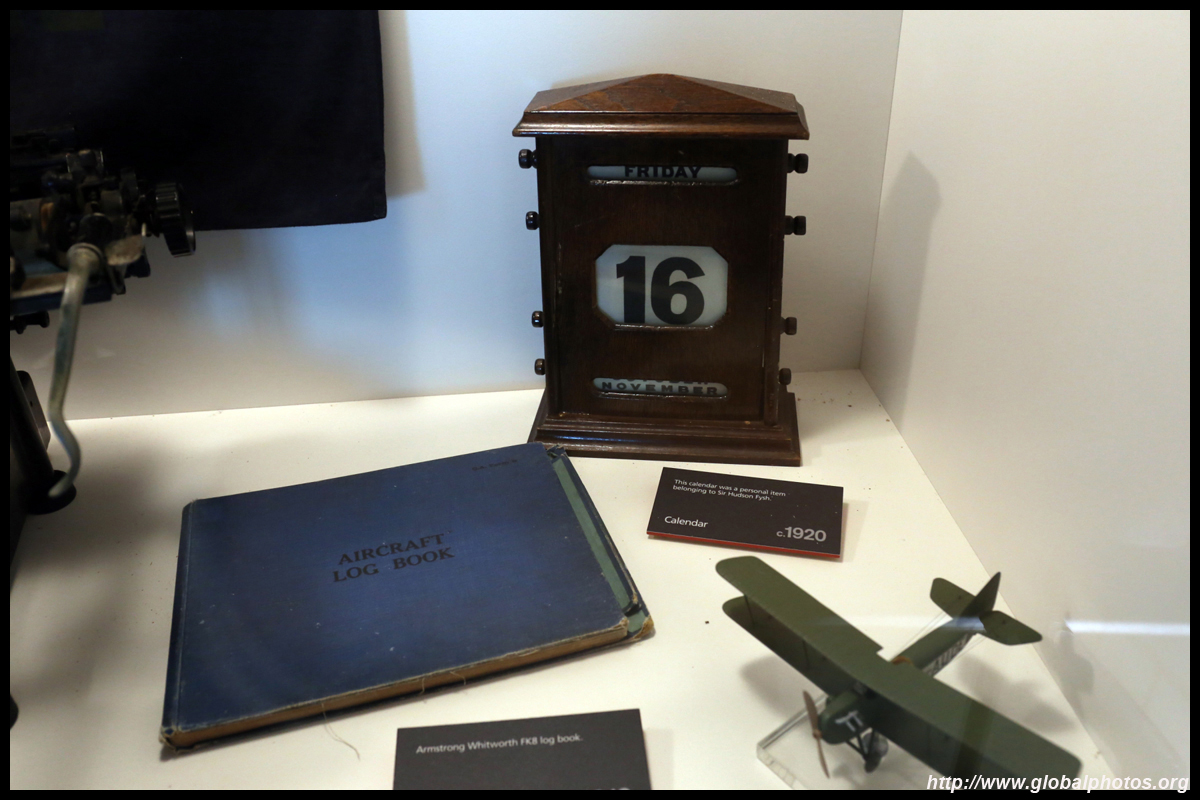 FRIDAY
16
NOVEMBER
This calendar was a personal item
belonging to Sir Hudson Fysh.
Calendar
c.1920
AIRCRAFT
LOG BOOK
Armstrong Whitworth FK8 log book.
http://www.globalphotos.org